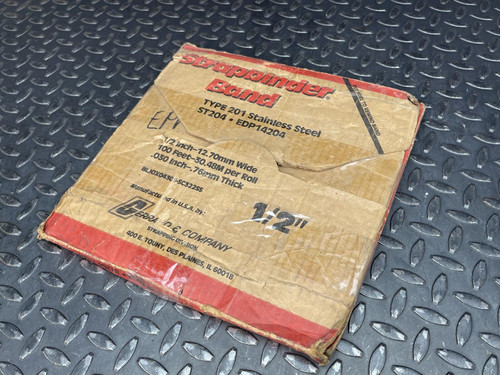 Strapbinder®
Band
TYPE 201 Stainless Steel
ST204 • EDP14204
1/2 inch-12.70mm Wide
100 Feet-30.48M per Roll
.030 inch-.76mm Thick
Manufactured in U.S.A. by:
1/2"
& COMPANY
STRAPPING DIVISION
400 E. TOUHY, DES PLAINES, IL 60018